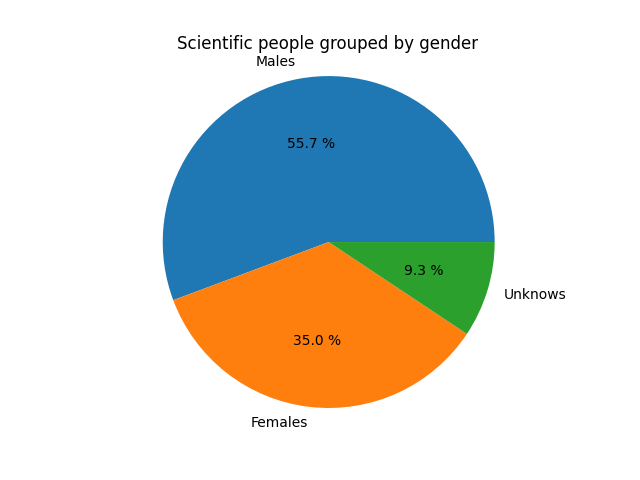 Scientific people grouped by gender
Males
55.7 %
9.3 %
Unknows
35.0 %
Females